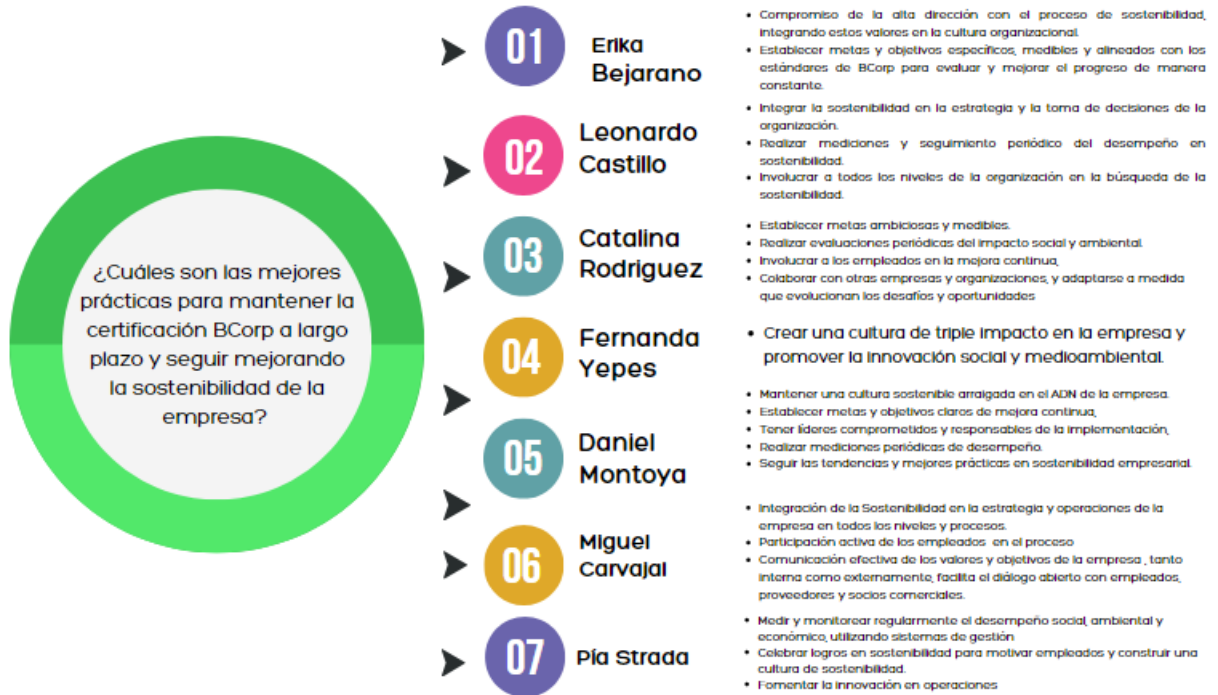 ¿Cuáles son las mejores
prácticas para mantener la
certificación BCorp a largo
plazo y seguir mejorando
la sostenibilidad de la
empresa?
01
Erika
Bejarano
• Compromiso de la alta dirección con el proceso de sostenibilidad,
integrando estos valores en la cultura organizacional.
• Establecer metas y objetivos específicos, medibles y alineados con los
estándares de BCorp para evaluar y mejorar el progreso de manera
constante.
02
Leonardo
Castillo
• Integrar la sostenibilidad en la estrategia y la toma de decisiones de la
organización.
• Realizar mediciones y seguimiento periódico del desempeño en
sostenibilidad.
• Involucrar a todos los niveles de la organización en la búsqueda de la
sostenibilidad.
03
Catalina
Rodriguez
• Establecer metas ambiciosas y medibles.
• Realizar evaluaciones periódicas del impacto social y ambiental.
• Involucrar a los empleados en la mejora continua,
• Colaborar con otras empresas y organizaciones, y adaptarse a medida
que evolucionan los desafíos y oportunidades
04
Fernanda
Yepes
• Crear una cultura de triple impacto en la empresa y
promover la innovación social y medioambiental.
05
Daniel
Montoya
• Mantener una cultura sostenible arraigada en el ADN de la empresa.
• Establecer metas y objetivos claros de mejora continua,
• Tener líderes comprometidos y responsables de la implementación,
• Realizar mediciones periódicas de desempeño.
• Seguir las tendencias y mejores prácticas en sostenibilidad empresarial.
06
Miguel
Carvajal
• Integración de la Sostenibilidad en la estrategia y operaciones de la
empresa en todos los niveles y procesos.
• Participación activa de los empleados en el proceso
• Comunicación efectiva de los valores y objetivos de la empresa , tanto
interna como externamente, facilita el diálogo abierto con empleados,
proveedores y socios comerciales.
07
Pía Strada
• Medir y monitorear regularmente el desempeño social, ambiental y
económico, utilizando sistemas de gestión
• Celebrar logros en sostenibilidad para motivar empleados y construir una
cultura de sostenibilidad.
• Fomentar la innovación en operaciones